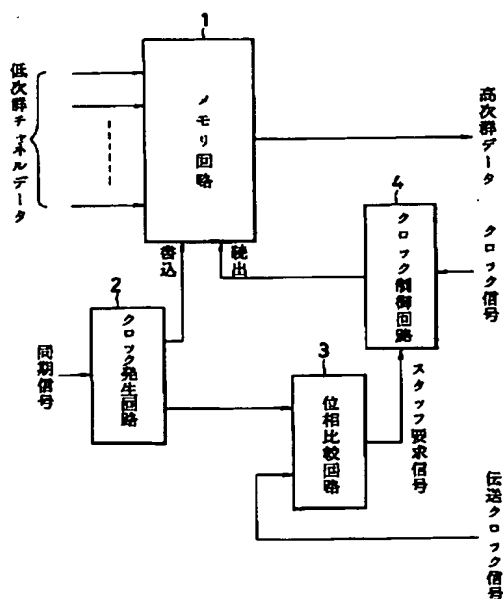 1
メモリ回路
低次群チャネルデータ
高次群データ
書込
読出
4
クロック制御回路
クロック信号
2
クロック発生回路
同期信号
3
位相比較回路
スタッフ要求信号
伝送クロック信号